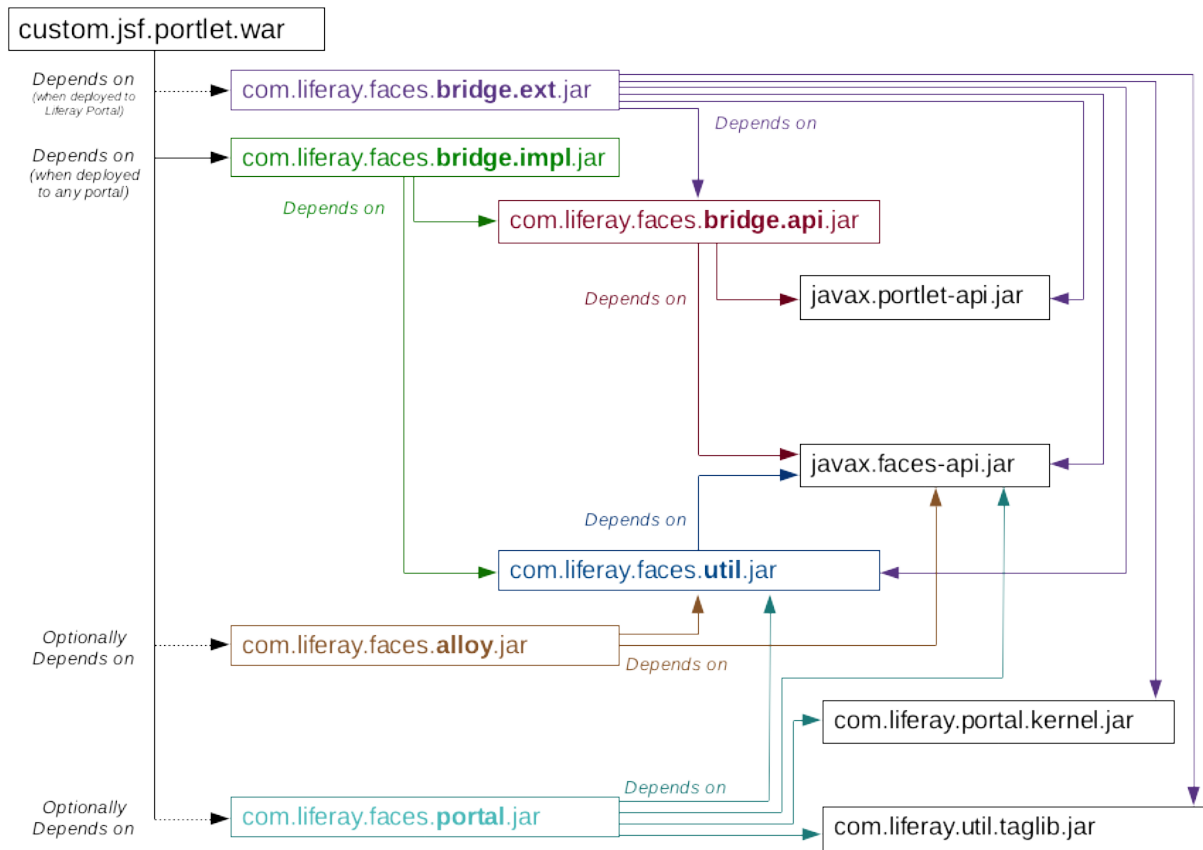 custom.jsf.portlet.war
Depends on
(when deployed to
Liferay Portal)
com.liferay.faces.bridge.ext.jar
Depends on
Depends on
(when deployed
to any portal)
com.liferay.faces.bridge.impl.jar
Depends on
com.liferay.faces.bridge.api.jar
Depends on
javax.portlet-api.jar
javax.faces-api.jar
Depends on
com.liferay.faces.util.jar
Optionally
Depends on
com.liferay.faces.alloy.jar
Depends on
com.liferay.portal.kernel.jar
Depends on
Optionally
Depends on
com.liferay.faces.portal.jar
com.liferay.util.taglib.jar